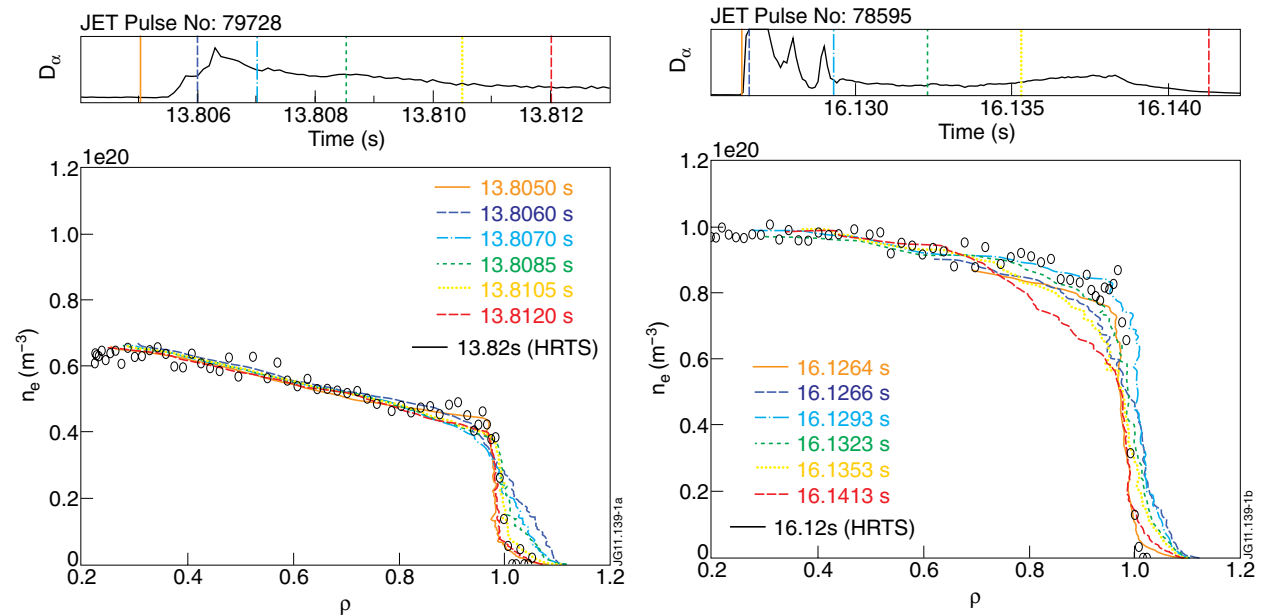 JET Pulse No: 79728
Dα
13.806 13.808 13.810 13.812
Time (s)
1e20
1.2
1.0
0.8
0.6
0.4
0.2
0
ne (m⁻³)
13.8050 s
13.8060 s
13.8070 s
13.8085 s
13.8105 s
13.8120 s
13.82s (HRTS)
0.2 0.4 0.6 0.8 1.0 1.2
ρ
JG11.139-1a
JET Pulse No: 78595
Dα
16.130 16.135 16.140
Time (s)
1e20
1.2
1.0
0.80
0.60
0.40
0.20
0
ne (m⁻³)
16.1264 s
16.1266 s
16.1293 s
16.1323 s
16.1353 s
16.1413 s
16.12s (HRTS)
0.2 0.4 0.6 0.8 1.0 1.2
ρ
JG11.139-1b